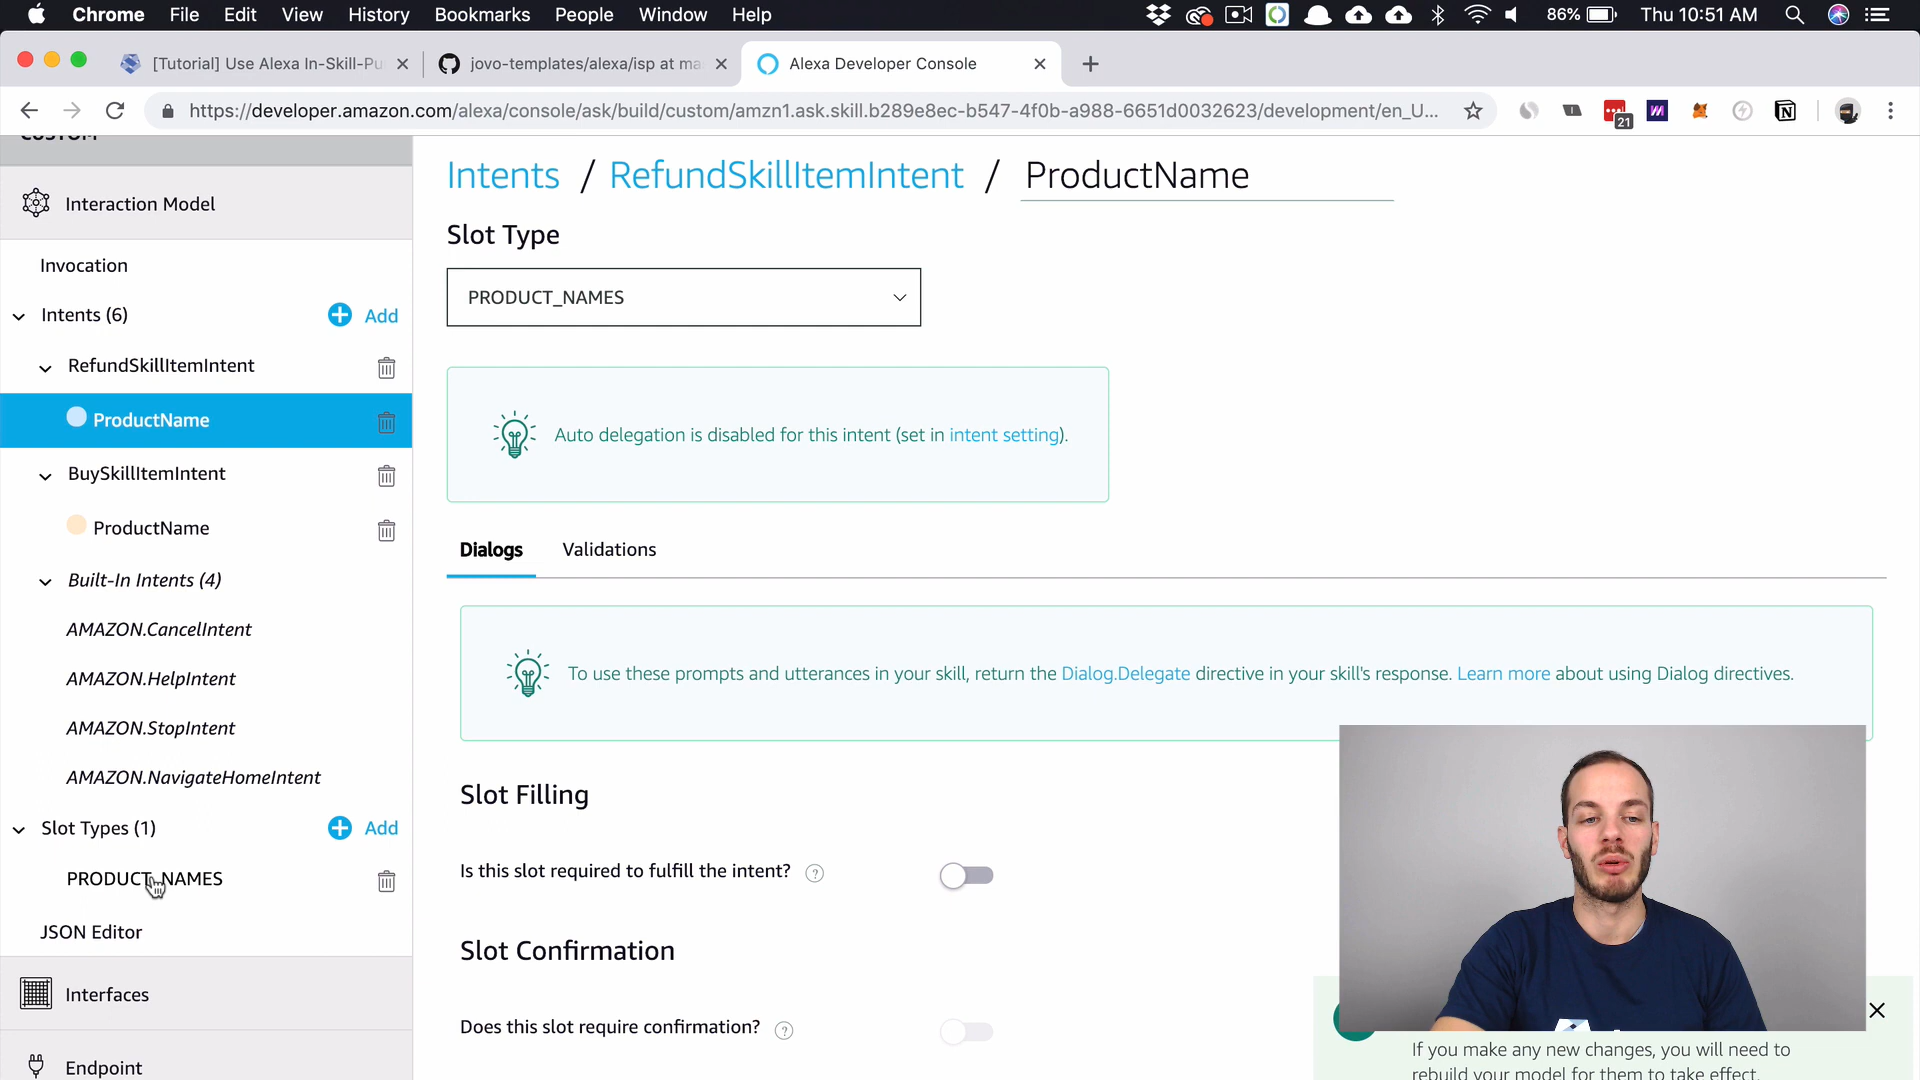 Chrome File Edit View History Bookmarks People Window Help 86% Thu 10:51 AM
[Tutorial] Use Alexa In-Skill-Pu
jovo-templates/alexa/isp at ma
Alexa Developer Console
https://developer.amazon.com/alexa/console/ask/build/custom/amzn1.ask.skill.b289e8ec-b547-4f0b-a988-6651d0032623/development/en_U...
21
CUSTOM
Interaction Model
Invocation
Intents (6) Add
RefundSkillItemIntent
ProductName
BuySkillItemIntent
ProductName
Built-In Intents (4)
AMAZON.CancelIntent
AMAZON.HelpIntent
AMAZON.StopIntent
AMAZON.NavigateHomeIntent
Slot Types (1) Add
PRODUCT_NAMES
JSON Editor
Interfaces
Endpoint
Intents / RefundSkillItemIntent / ProductName
Slot Type
PRODUCT_NAMES
Auto delegation is disabled for this intent (set in intent setting).
Dialogs Validations
To use these prompts and utterances in your skill, return the Dialog.Delegate directive in your skill's response. Learn more about using Dialog directives.
Slot Filling
Is this slot required to fulfill the intent? ?
Slot Confirmation
Does this slot require confirmation? ?
If you make any new changes, you will need to
rebuild your model for them to take effect.